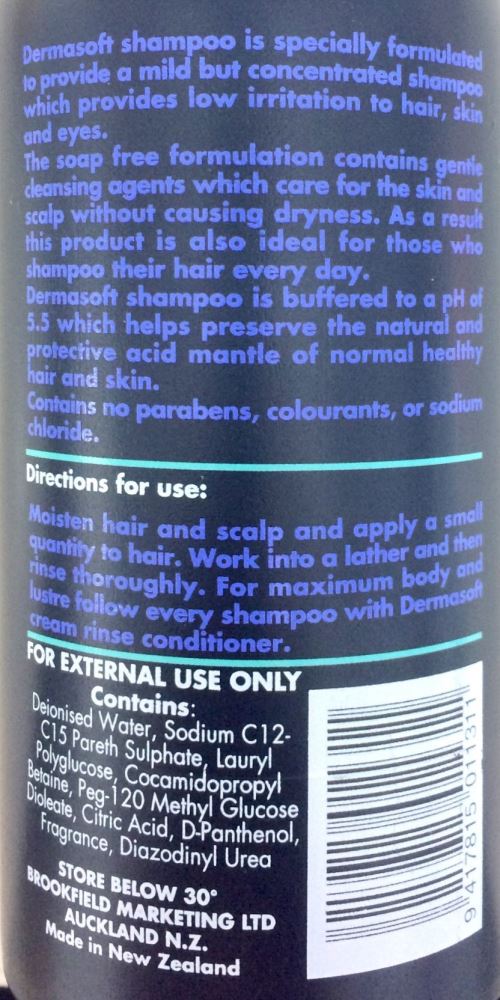 Dermasoft shampoo is specially formulated
to provide a mild but concentrated shampoo
which provides low irritation to hair, skin
and eyes.
The soap free formulation contains gentle
cleansing agents which care for the skin and
scalp without causing dryness. As a result
this product is also ideal for those who
shampoo their hair every day.
Dermasoft shampoo is buffered to a pH of
5.5 which helps preserve the natural and
protective acid mantle of normal healthy
hair and skin.
Contains no parabens, colourants, or sodium
chloride.
Directions for use:
Moisten hair and scalp and apply a small
quantity to hair. Work into a lather and then
rinse thoroughly. For maximum body and
lustre follow every shampoo with Dermasoft
cream rinse conditioner.
FOR EXTERNAL USE ONLY
Contains:
Deionised Water, Sodium C12-
C15 Pareth Sulphate, Lauryl
Polyglucose, Cocamidopropyl
Betaine, Peg-120 Methyl Glucose
Dioleate, Citric Acid, D-Panthenol,
Fragrance, Diazodinyl Urea
STORE BELOW 30°
BROOKFIELD MARKETING LTD
AUCKLAND N.Z.
Made in New Zealand
9 417815 011311